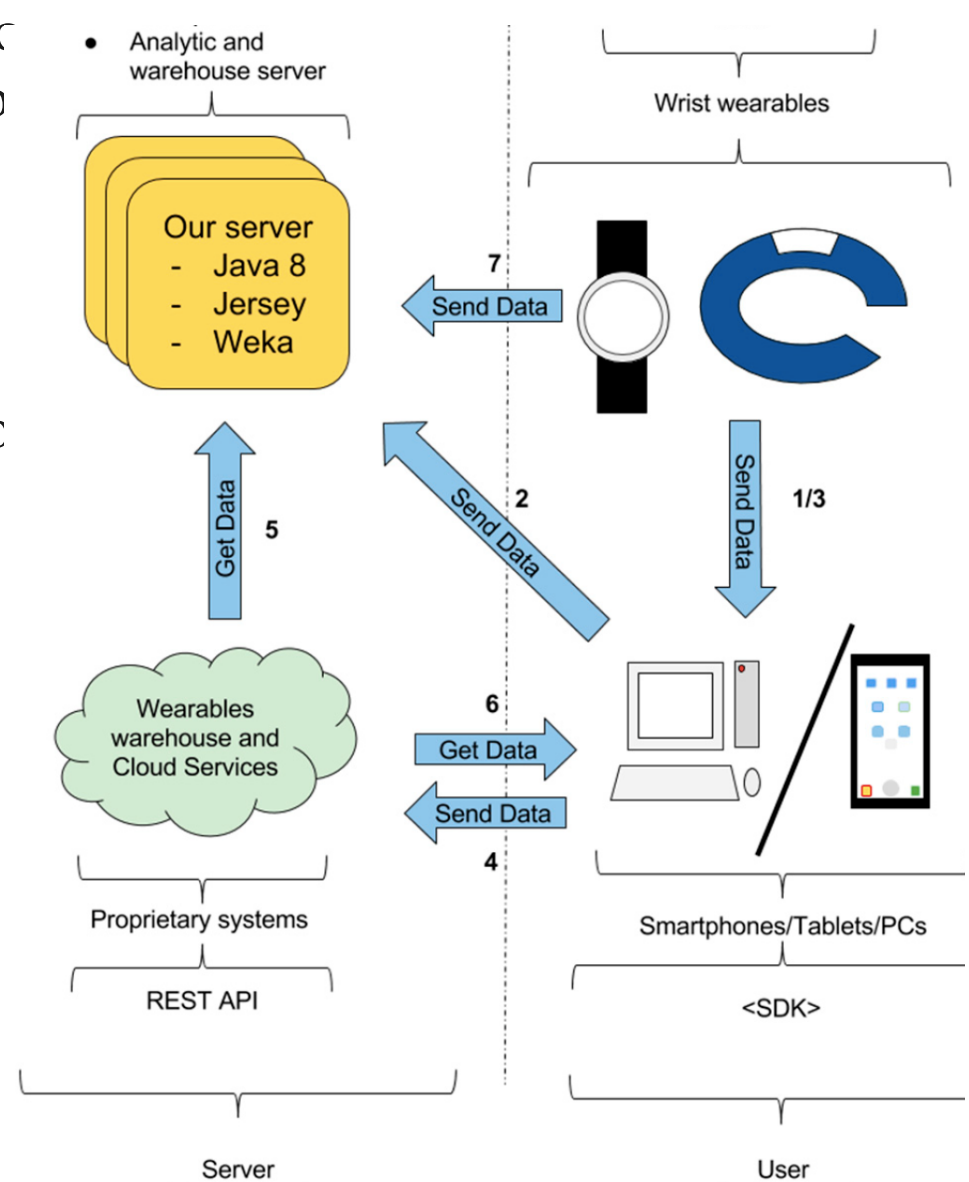 ● Analytic and
warehouse server
Wrist wearables
Our server
- Java 8
- Jersey
- Weka
7
Send Data
Send Data
1/3
2
Send Data
Get Data
5
Wearables
warehouse and
Cloud Services
6
Get Data
Send Data
4
Proprietary systems
REST API
Smartphones/Tablets/PCs
<SDK>
Server
User